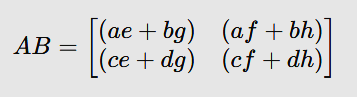 AB = [(ae + bg) (af + bh)]
[(ce + dg) (cf + dh)]